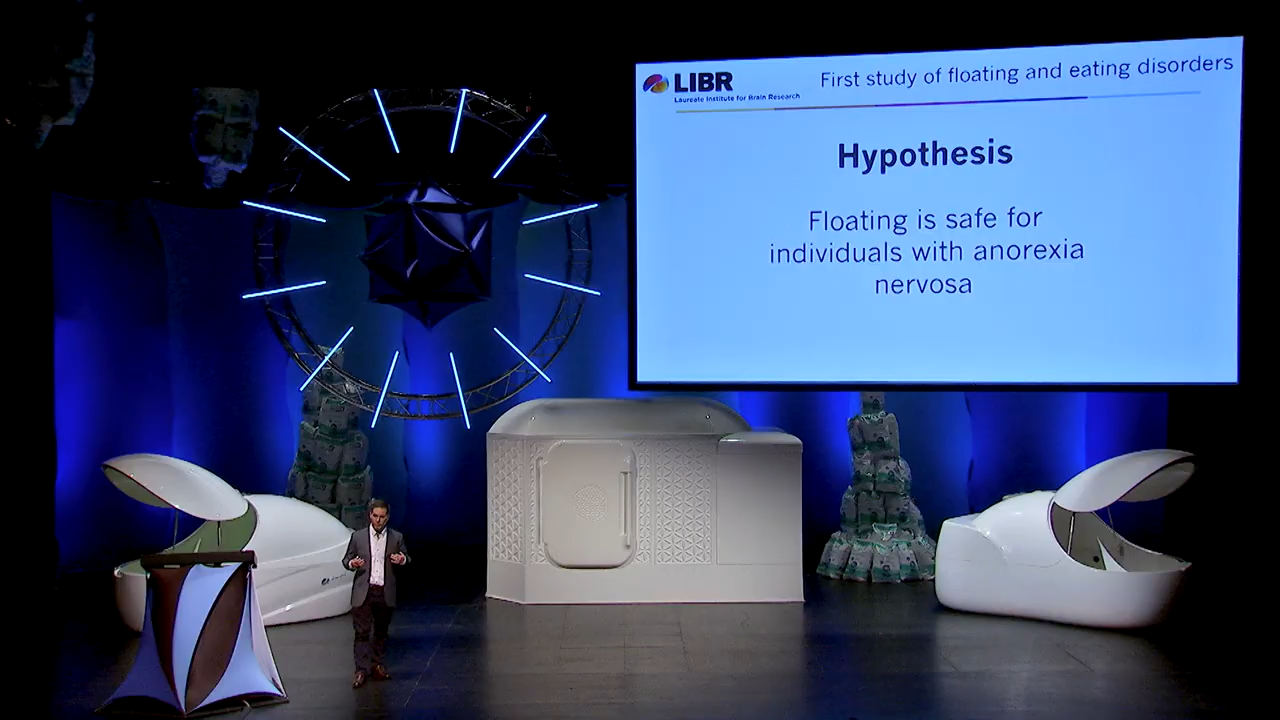 LIBR
Laureate Institute for Brain Research
First study of floating and eating disorders
Hypothesis
Floating is safe for
individuals with anorexia
nervosa